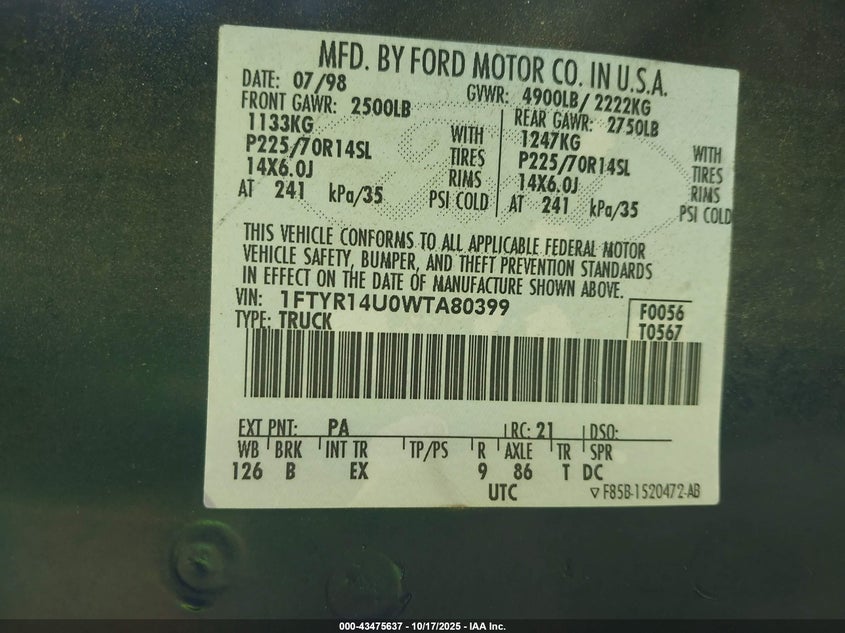 MFD. BY FORD MOTOR CO. IN U.S.A.
DATE: 07/98 GVWR: 4900LB/ 2222KG
FRONT GAWR: 2500LB REAR GAWR: 2750LB
1133KG WITH 1247KG WITH
P225/70R14SL TIRES P225/70R14SL TIRES
14X6.0J RIMS 14X6.0J RIMS
AT 241 kPa/35 PSI COLD AT 241 kPa/35 PSI COLD
THIS VEHICLE CONFORMS TO ALL APPLICABLE FEDERAL MOTOR
VEHICLE SAFETY, BUMPER, AND THEFT PREVENTION STANDARDS
IN EFFECT ON THE DATE OF MANUFACTURE SHOWN ABOVE.
VIN: 1FTYR14U0WTA80399 F0056
TYPE: TRUCK T0567
EXT PNT: PA RC: 21 DSO:
WB BRK INT TR TP/PS R AXLE TR SPR
126 B EX 9 86 T DC
UTC F85B-1520472-AB
000-43475637 - 10/17/2025 - IAA Inc.